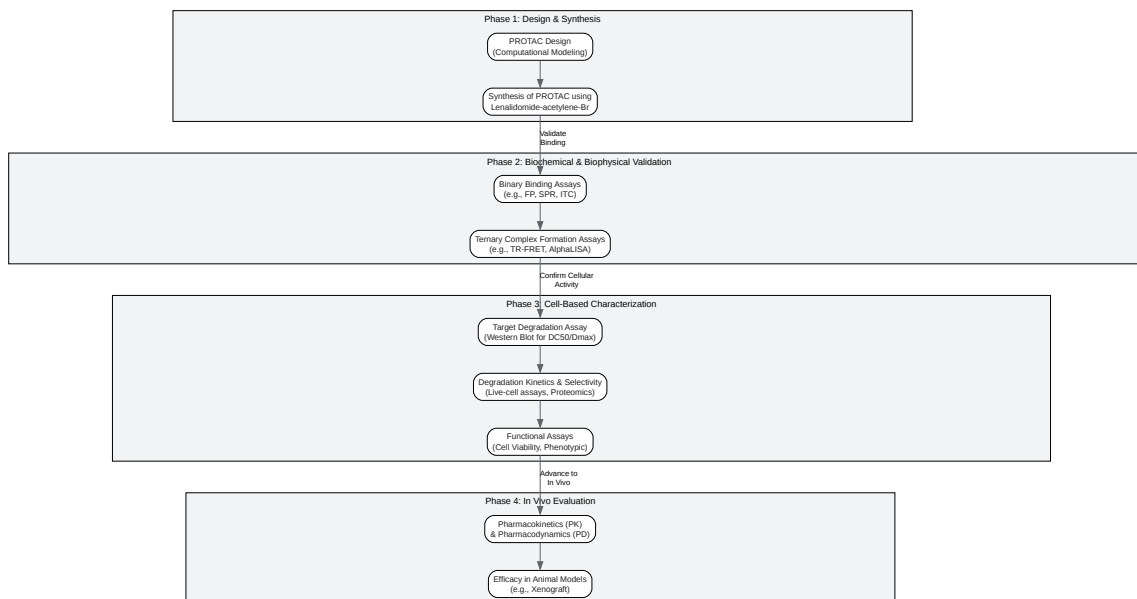 Phase 1: Design & Synthesis
PROTAC Design
(Computational Modeling)
Synthesis of PROTAC using
Lenalidomide-acetylene-Br
Validate
Binding
Phase 2: Biochemical & Biophysical Validation
Binary Binding Assays
(e.g., FP, SPR, ITC)
Ternary Complex Formation Assays
(e.g., TR-FRET, AlphaLISA)
Confirm Cellular
Activity
Phase 3: Cell-Based Characterization
Target Degradation Assay
(Western Blot for DC50/Dmax)
Degradation Kinetics & Selectivity
(Live-cell assays, Proteomics)
Functional Assays
(Cell Viability, Phenotypic)
Advance to
In Vivo
Phase 4: In Vivo Evaluation
Pharmacokinetics (PK)
& Pharmacodynamics (PD)
Efficacy in Animal Models
(e.g., Xenograft)